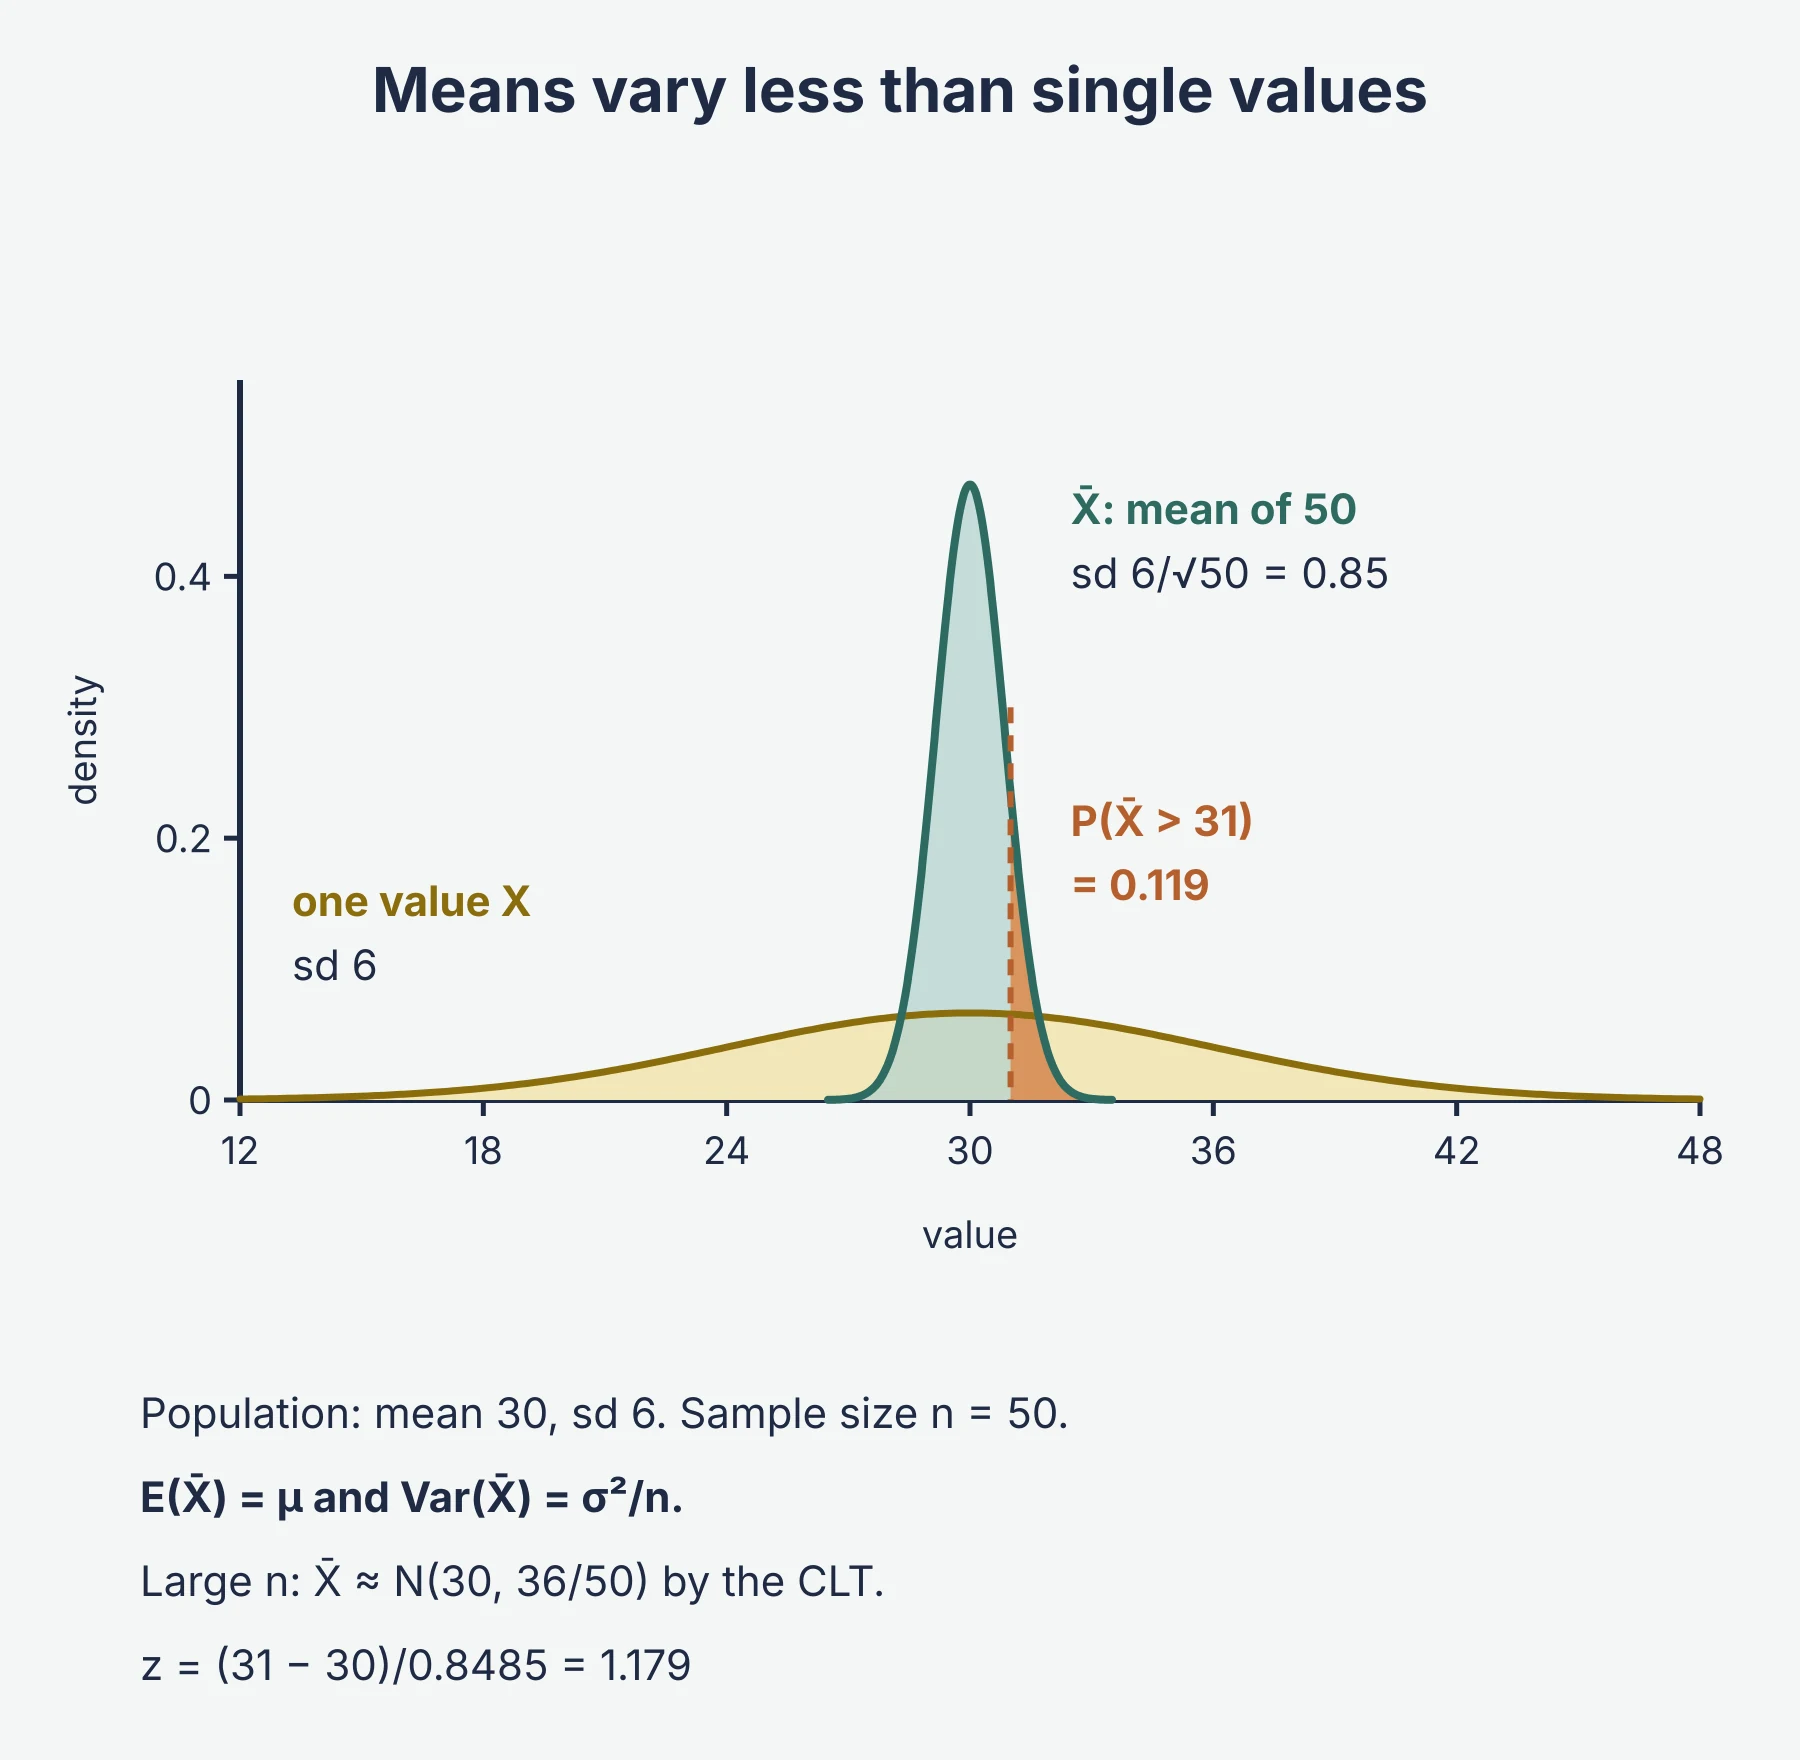 Means vary less than single values
X̄: mean of 50
sd 6/√50 = 0.85
0.4
density
P(X̄ > 31)
= 0.119
0.2
one value X
sd 6
0
12 18 24 30 36 42 48
value
Population: mean 30, sd 6. Sample size n = 50.
E(X̄) = μ and Var(X̄) = σ²/n.
Large n: X̄ ≈ N(30, 36/50) by the CLT.
z = (31 − 30)/0.8485 = 1.179